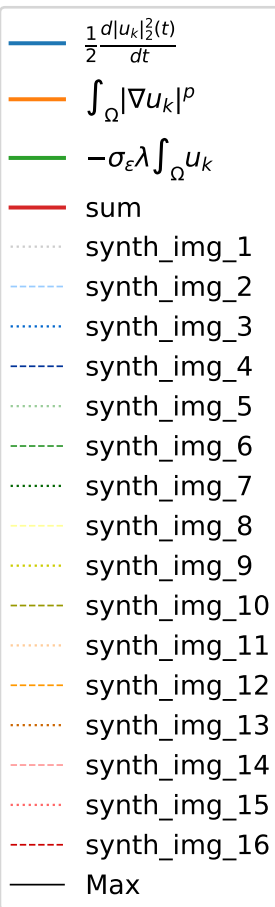 $\frac{1}{2}\frac{d|u_k|_2^2(t)}{dt}$
$\int_\Omega |\nabla u_k|^p$
$-\sigma_\varepsilon \lambda \int_\Omega u_k$
sum
synth_img_1
synth_img_2
synth_img_3
synth_img_4
synth_img_5
synth_img_6
synth_img_7
synth_img_8
synth_img_9
synth_img_10
synth_img_11
synth_img_12
synth_img_13
synth_img_14
synth_img_15
synth_img_16
Max